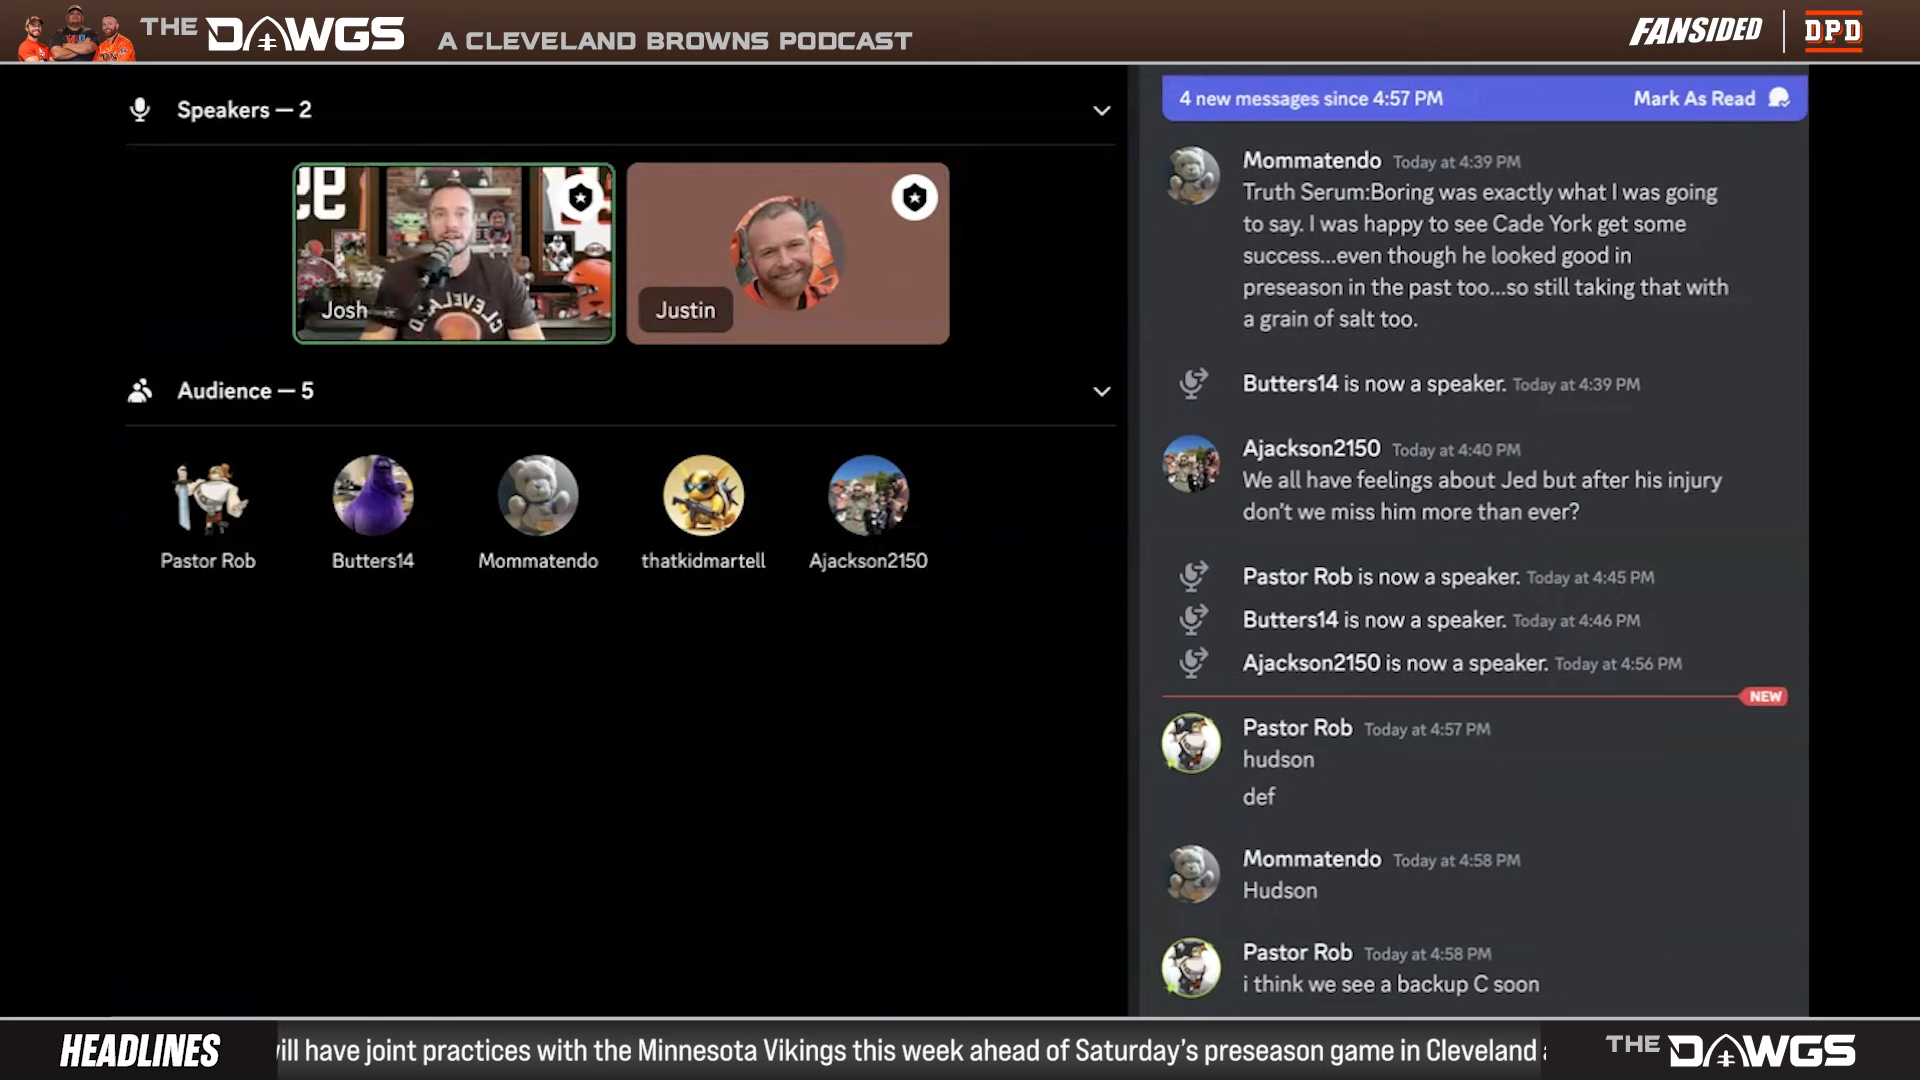 THE DAWGS A CLEVELAND BROWNS PODCAST
FANSIDED DPD
Speakers — 2
Josh
Justin
Audience — 5
Pastor Rob
Butters14
Mommatendo
thatkidmartell
Ajackson2150
4 new messages since 4:57 PM Mark As Read
Mommatendo Today at 4:39 PM
Truth Serum:Boring was exactly what I was going
to say. I was happy to see Cade York get some
success...even though he looked good in
preseason in the past too...so still taking that with
a grain of salt too.
Butters14 is now a speaker. Today at 4:39 PM
Ajackson2150 Today at 4:40 PM
We all have feelings about Jed but after his injury
don't we miss him more than ever?
Pastor Rob is now a speaker. Today at 4:45 PM
Butters14 is now a speaker. Today at 4:46 PM
Ajackson2150 is now a speaker. Today at 4:56 PM
NEW
Pastor Rob Today at 4:57 PM
hudson
def
Mommatendo Today at 4:58 PM
Hudson
Pastor Rob Today at 4:58 PM
i think we see a backup C soon
HEADLINES
ill have joint practices with the Minnesota Vikings this week ahead of Saturday's preseason game in Cleveland
THE DAWGS